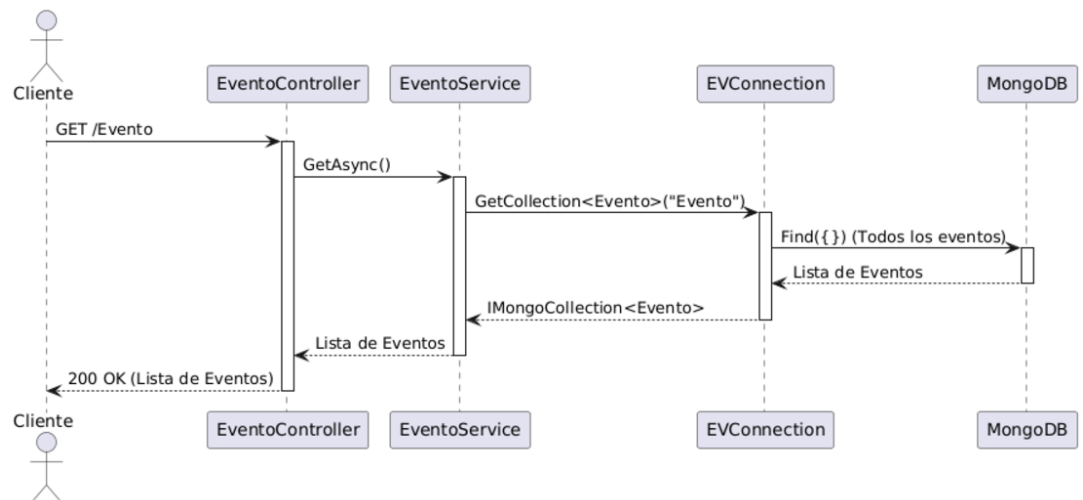 Cliente
EventoController
EventoService
EVConnection
MongoDB
GET /Evento
GetAsync()
GetCollection<Evento>("Evento")
Find({}) (Todos los eventos)
Lista de Eventos
IMongoCollection<Evento>
Lista de Eventos
200 OK (Lista de Eventos)
Cliente
EventoController
EventoService
EVConnection
MongoDB